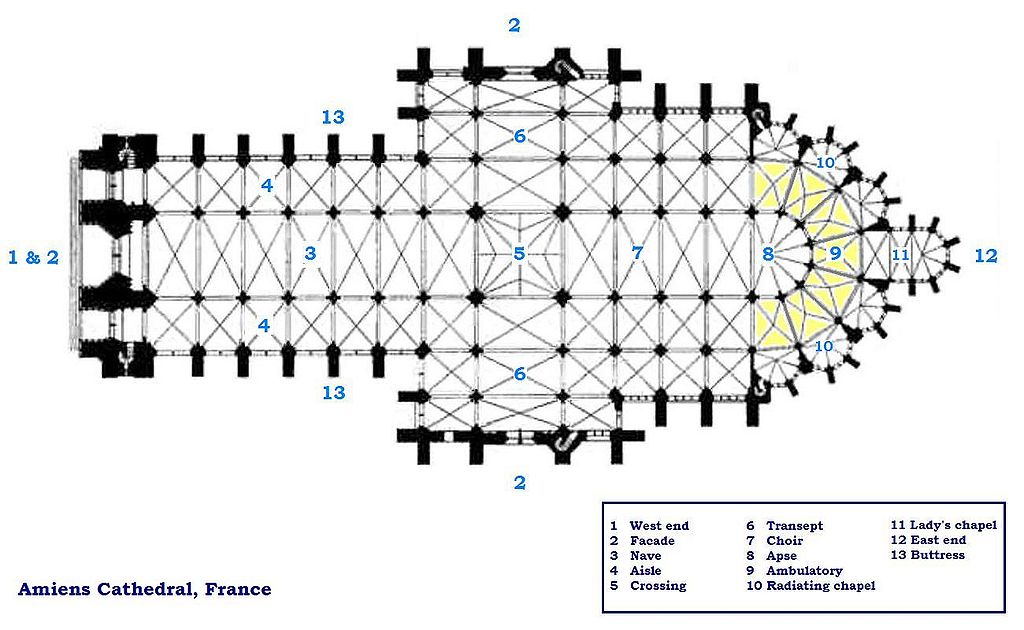 2
13
6
10
4
1 & 2
3
5
7
8
9
11
12
4
10
6
13
2
1 West end
2 Facade
3 Nave
4 Aisle
5 Crossing
6 Transept
7 Choir
8 Apse
9 Ambulatory
10 Radiating chapel
11 Lady's chapel
12 East end
13 Buttress
Amiens Cathedral, France